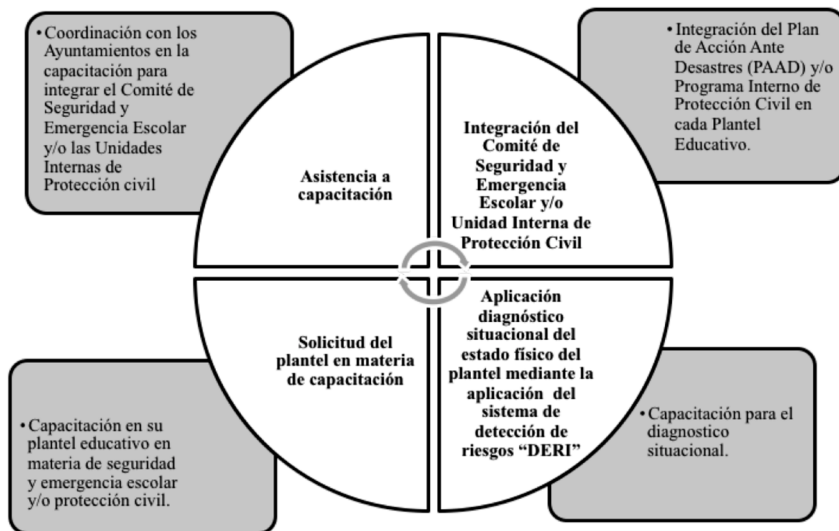 • Coordinación con los
Ayuntamientos en la
capacitación para
integrar el Comité de
Seguridad y
Emergencia Escolar
y/o las Unidades
Internas de
Protección civil
Asistencia a
capacitación
Integración del
Comité de
Seguridad y
Emergencia
Escolar y/o
Unidad Interna de
Protección Civil
• Integración del Plan
de Acción Ante
Desastres (PAAD) y/o
Programa Interno de
Protección Civil en
cada Plantel
Educativo.
Solicitud del
plantel en materia
de capacitación
Aplicación
diagnóstico
situacional del
estado físico del
plantel mediante la
aplicación del
sistema de
detección de
riesgos “DERI”
• Capacitación en su
plantel educativo en
materia de seguridad
y emergencia escolar
y/o protección civil.
• Capacitación para el
diagnostico
situacional.